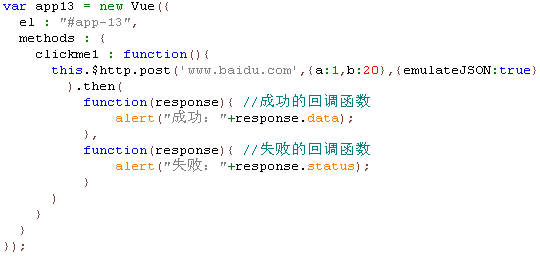 var app13 = new Vue({
el : "#app-13",
methods : {
clickme1 : function(){
this.$http.post('www.baidu.com',{a:1,b:20},{emulateJSON:true}
).then(
function(response){ //成功的回调函数
alert("成功："+response.data);
},
function(response){ //失败的回调函数
alert("失败："+response.status);
}
)
}
}
});